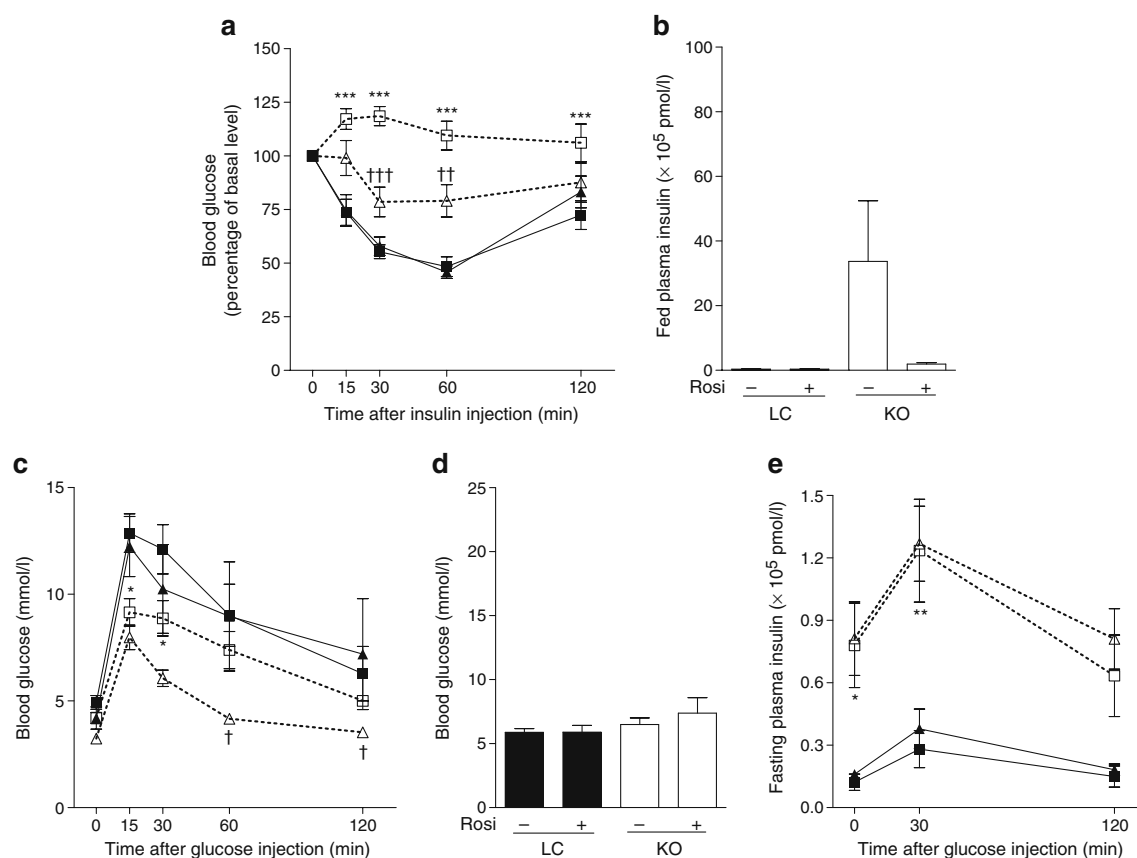 a
Blood glucose
(percentage of basal level)
150
125
100
75
50
25
0
***
***
***
***
†††
††
0 15 30 60 120
Time after insulin injection (min)
b
Fed plasma insulin (× 10⁵ pmol/l)
100
80
60
40
20
0
Rosi – + – +
LC KO
c
Blood glucose (mmol/l)
15
10
5
0
*
*
*
†
†
0 15 30 60 120
Time after glucose injection (min)
d
Blood glucose (mmol/l)
25
20
15
10
5
0
Rosi – + – +
LC KO
e
Fasting plasma insulin (× 10⁵ pmol/l)
1.5
1.2
0.9
0.6
0.3
0.0
*
**
0 30 120
Time after glucose injection (min)